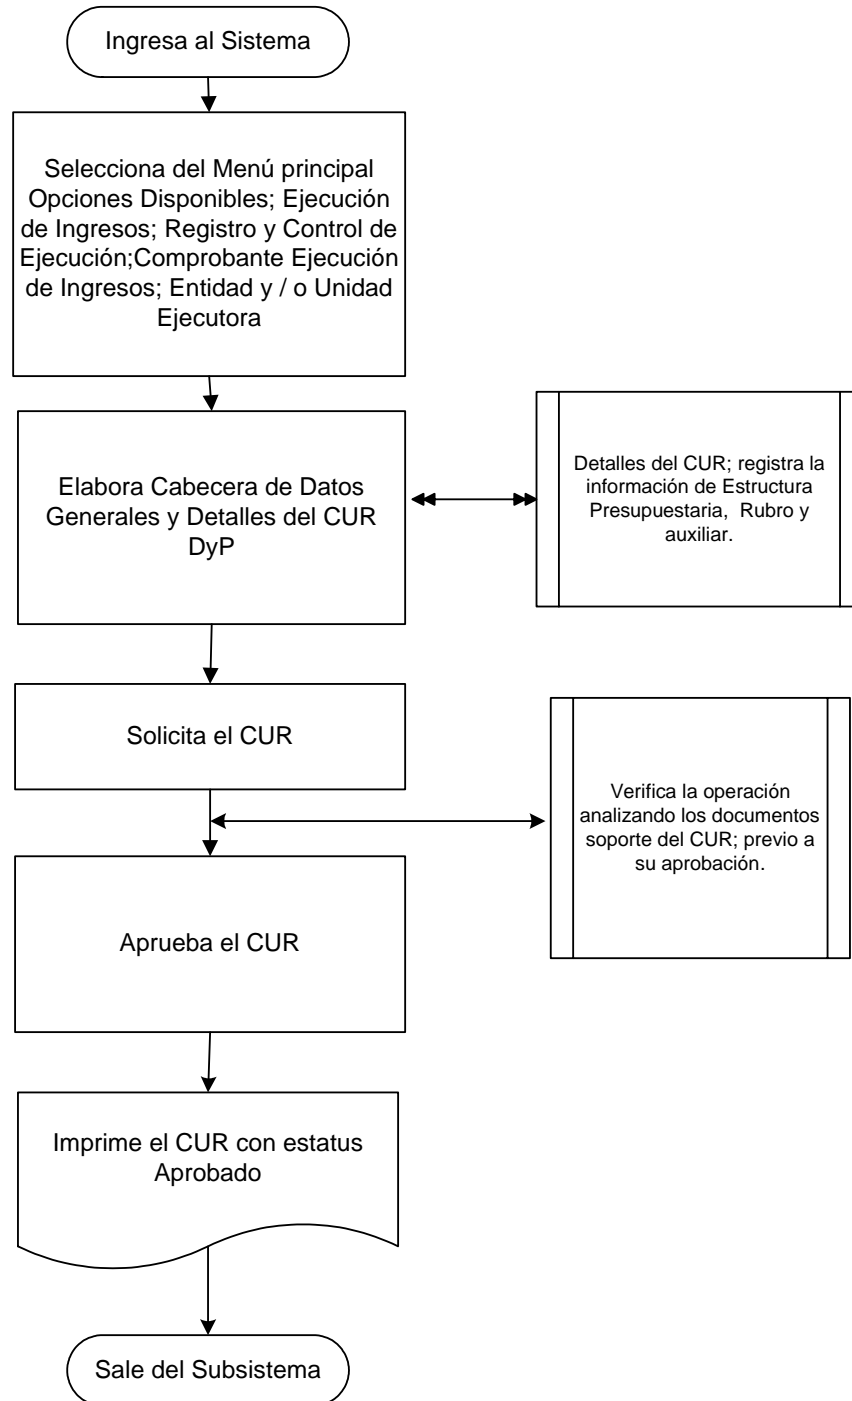 Ingresa al Sistema
Selecciona del Menú principal
Opciones Disponibles; Ejecución
de Ingresos; Registro y Control de
Ejecución;Comprobante Ejecución
de Ingresos; Entidad y / o Unidad
Ejecutora
Elabora Cabecera de Datos
Generales y Detalles del CUR
DyP
Detalles del CUR; registra la
información de Estructura
Presupuestaria,  Rubro y
auxiliar.
Solicita el CUR
Verifica la operación
analizando los documentos
soporte del CUR; previo a
su aprobación.
Aprueba el CUR
Imprime el CUR con estatus
Aprobado
Sale del Subsistema